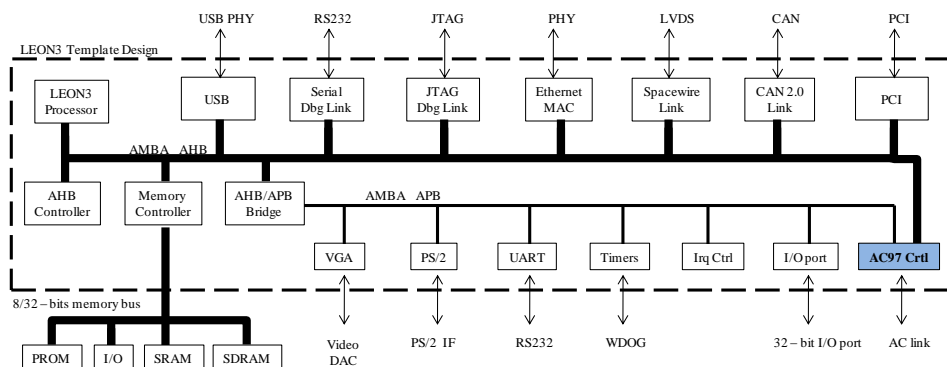 USB PHY
RS232
JTAG
PHY
LVDS
CAN
PCI
LEON3 Template Design
LEON3
Processor
USB
Serial
Dbg Link
JTAG
Dbg Link
Ethernet
MAC
Spacewire
Link
CAN 2.0
Link
PCI
AMBA AHB
AHB
Controller
Memory
Controller
AHB/APB
Bridge
AMBA APB
VGA
PS/2
UART
Timers
Irq Ctrl
I/O port
AC97 Crtl
8/32 – bits memory bus
Video
DAC
PS/2 IF
RS232
WDOG
32 – bit I/O port
AC link
PROM
I/O
SRAM
SDRAM